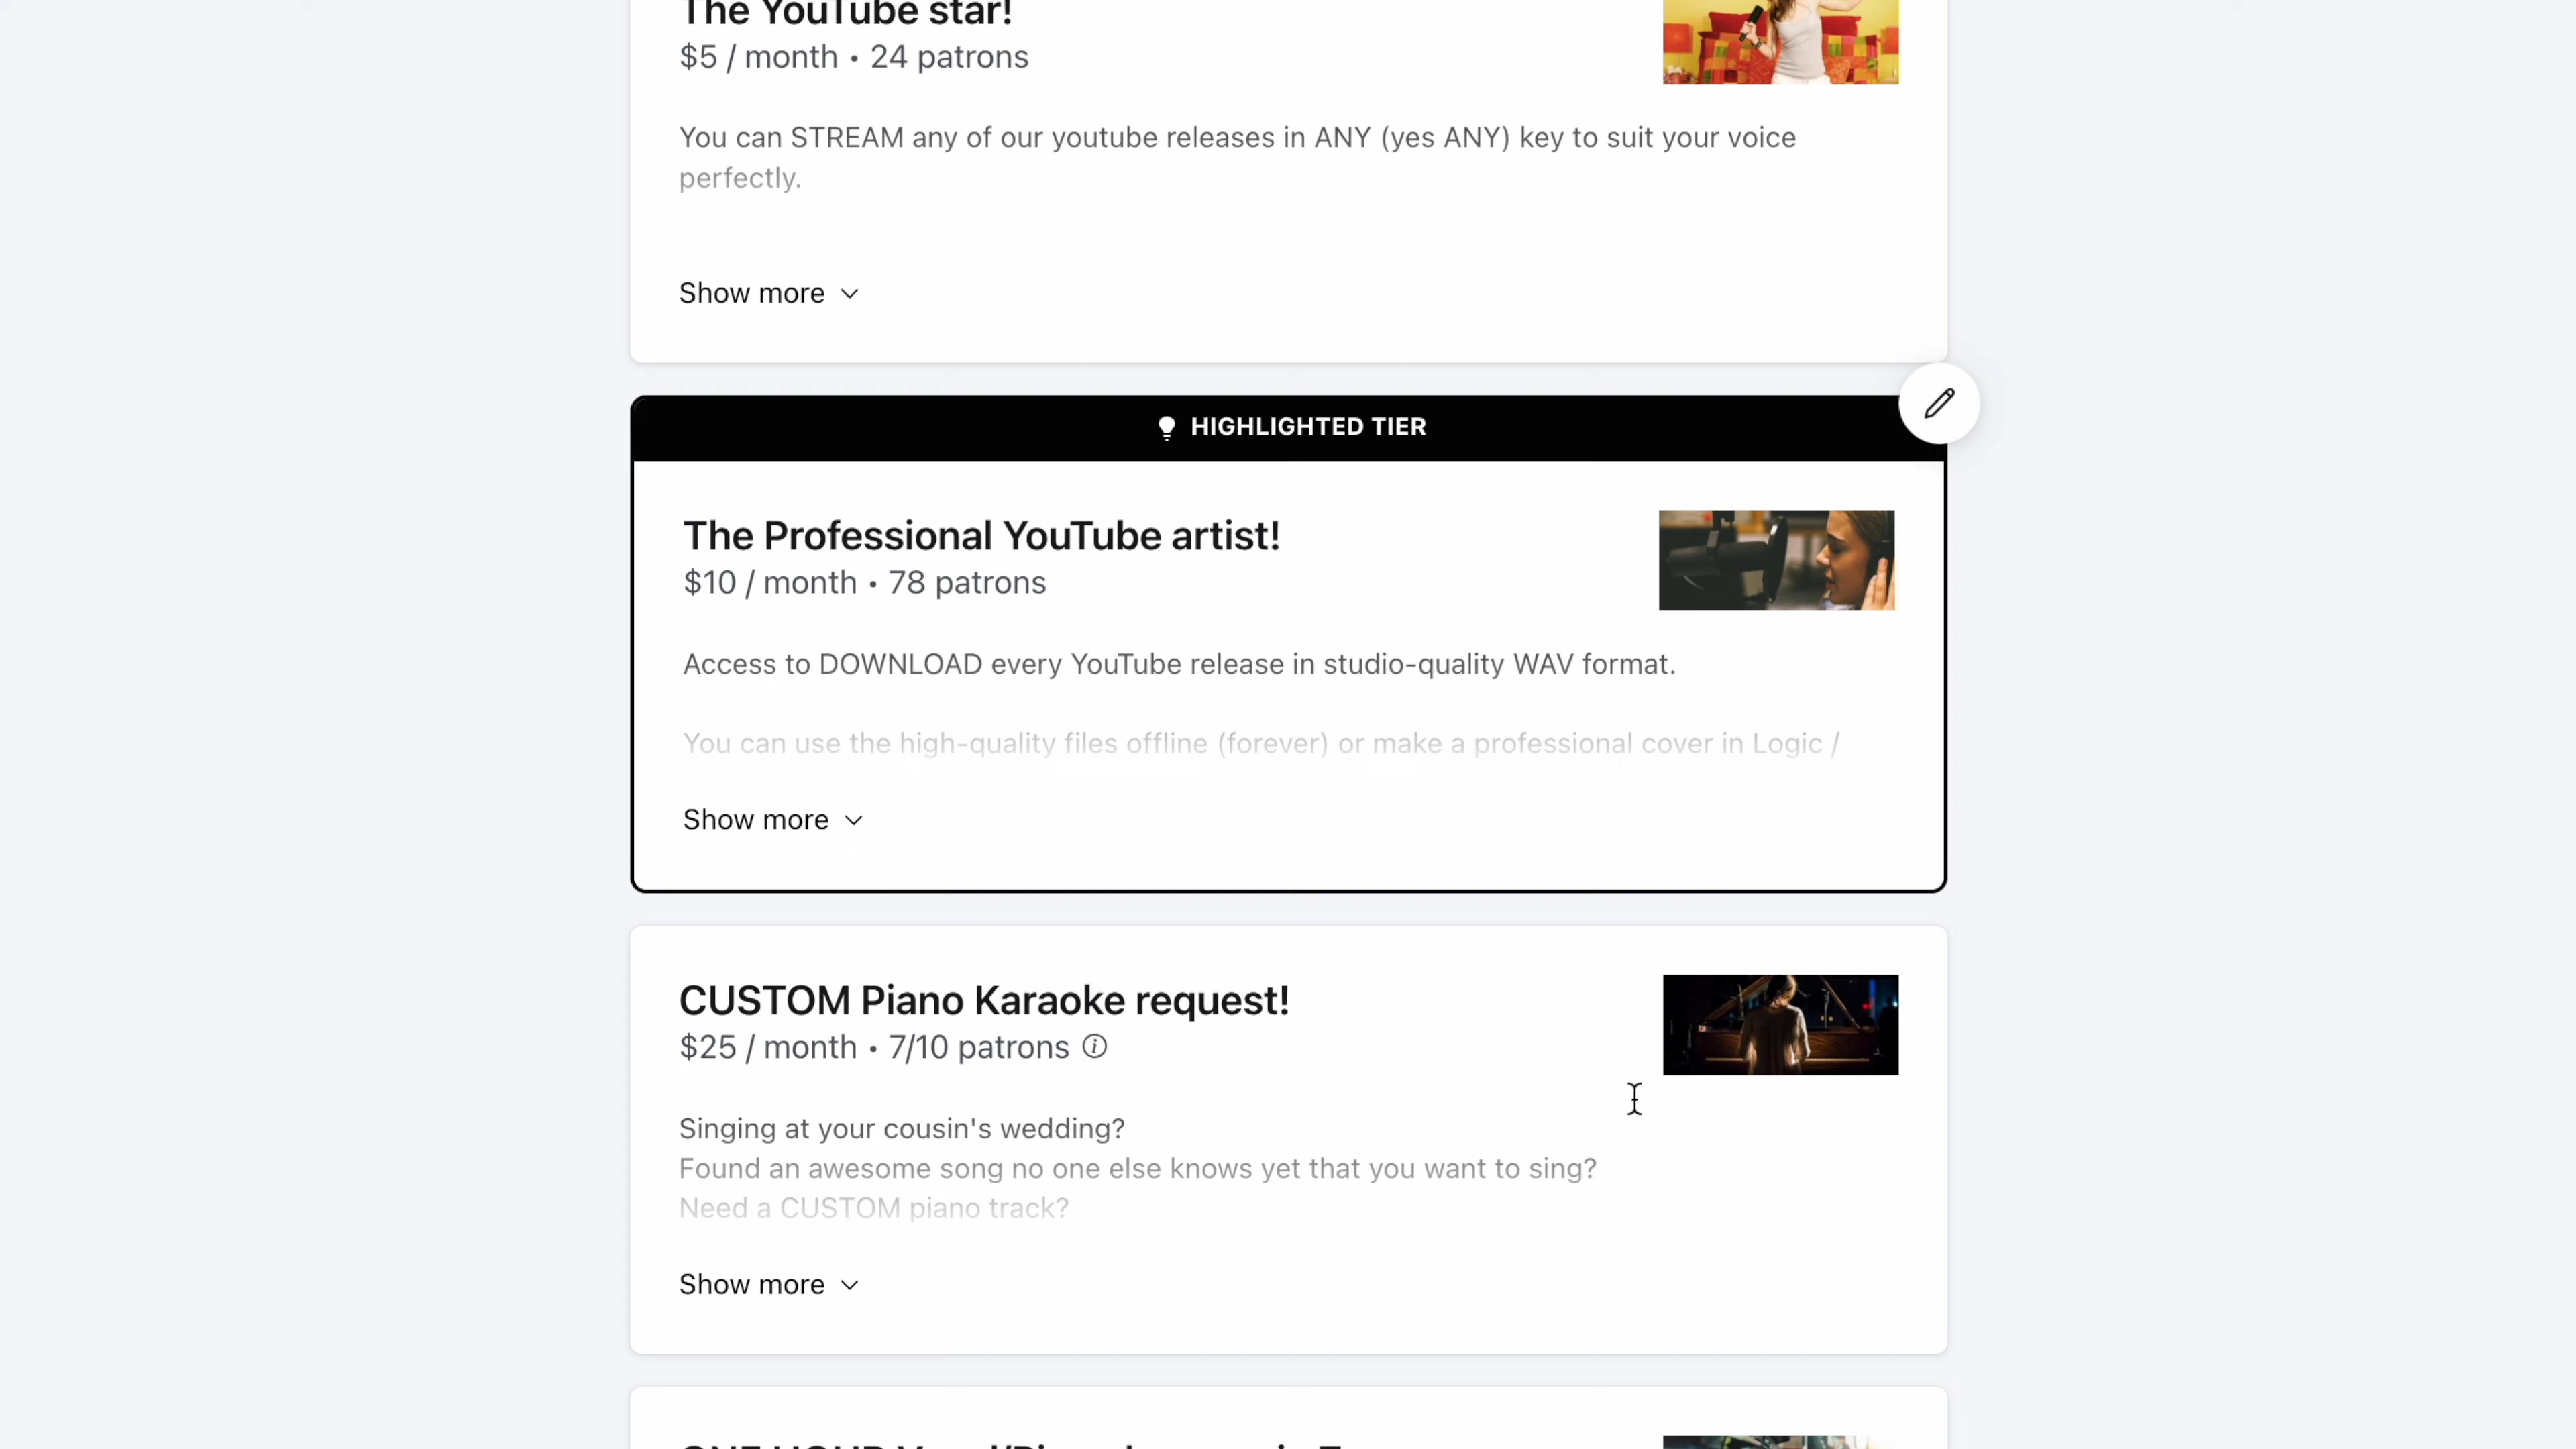 The YouTube star!
$5 / month • 24 patrons
You can STREAM any of our youtube releases in ANY (yes ANY) key to suit your voice
perfectly.
Show more
HIGHLIGHTED TIER
The Professional YouTube artist!
$10 / month • 78 patrons
Access to DOWNLOAD every YouTube release in studio-quality WAV format.
You can use the high-quality files offline (forever) or make a professional cover in Logic /
Show more
CUSTOM Piano Karaoke request!
$25 / month • 7/10 patrons
Singing at your cousin's wedding?
Found an awesome song no one else knows yet that you want to sing?
Need a CUSTOM piano track?
Show more
ONE HOUR